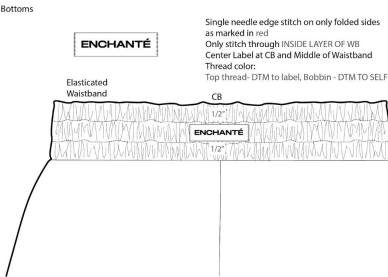 Bottoms
Single needle edge stitch on only folded sides
as marked in red
Only stitch through INSIDE LAYER OF WB
Center Label at CB and Middle of Waistband
Thread color:
Top thread- DTM to label, Bobbin - DTM TO SELF
ENCHANTÉ
Elasticated
Waistband
CB
1/2"
ENCHANTÉ
1/2"